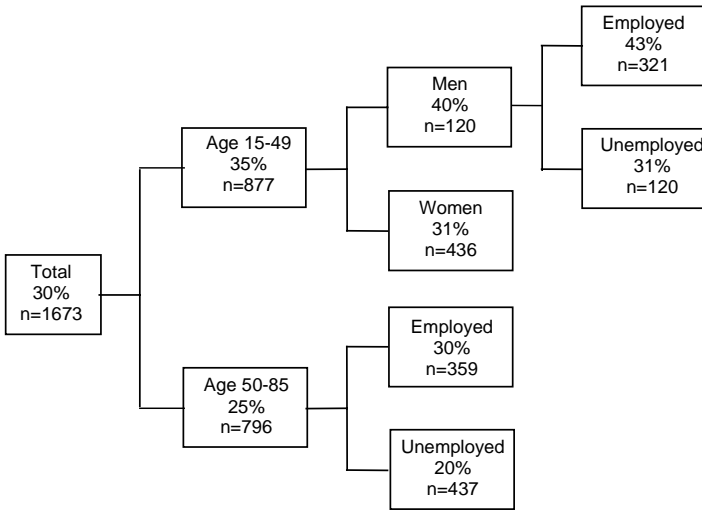 Total
30%
n=1673
Age 15-49
35%
n=877
Men
40%
n=120
Employed
43%
n=321
Unemployed
31%
n=120
Women
31%
n=436
Age 50-85
25%
n=796
Employed
30%
n=359
Unemployed
20%
n=437